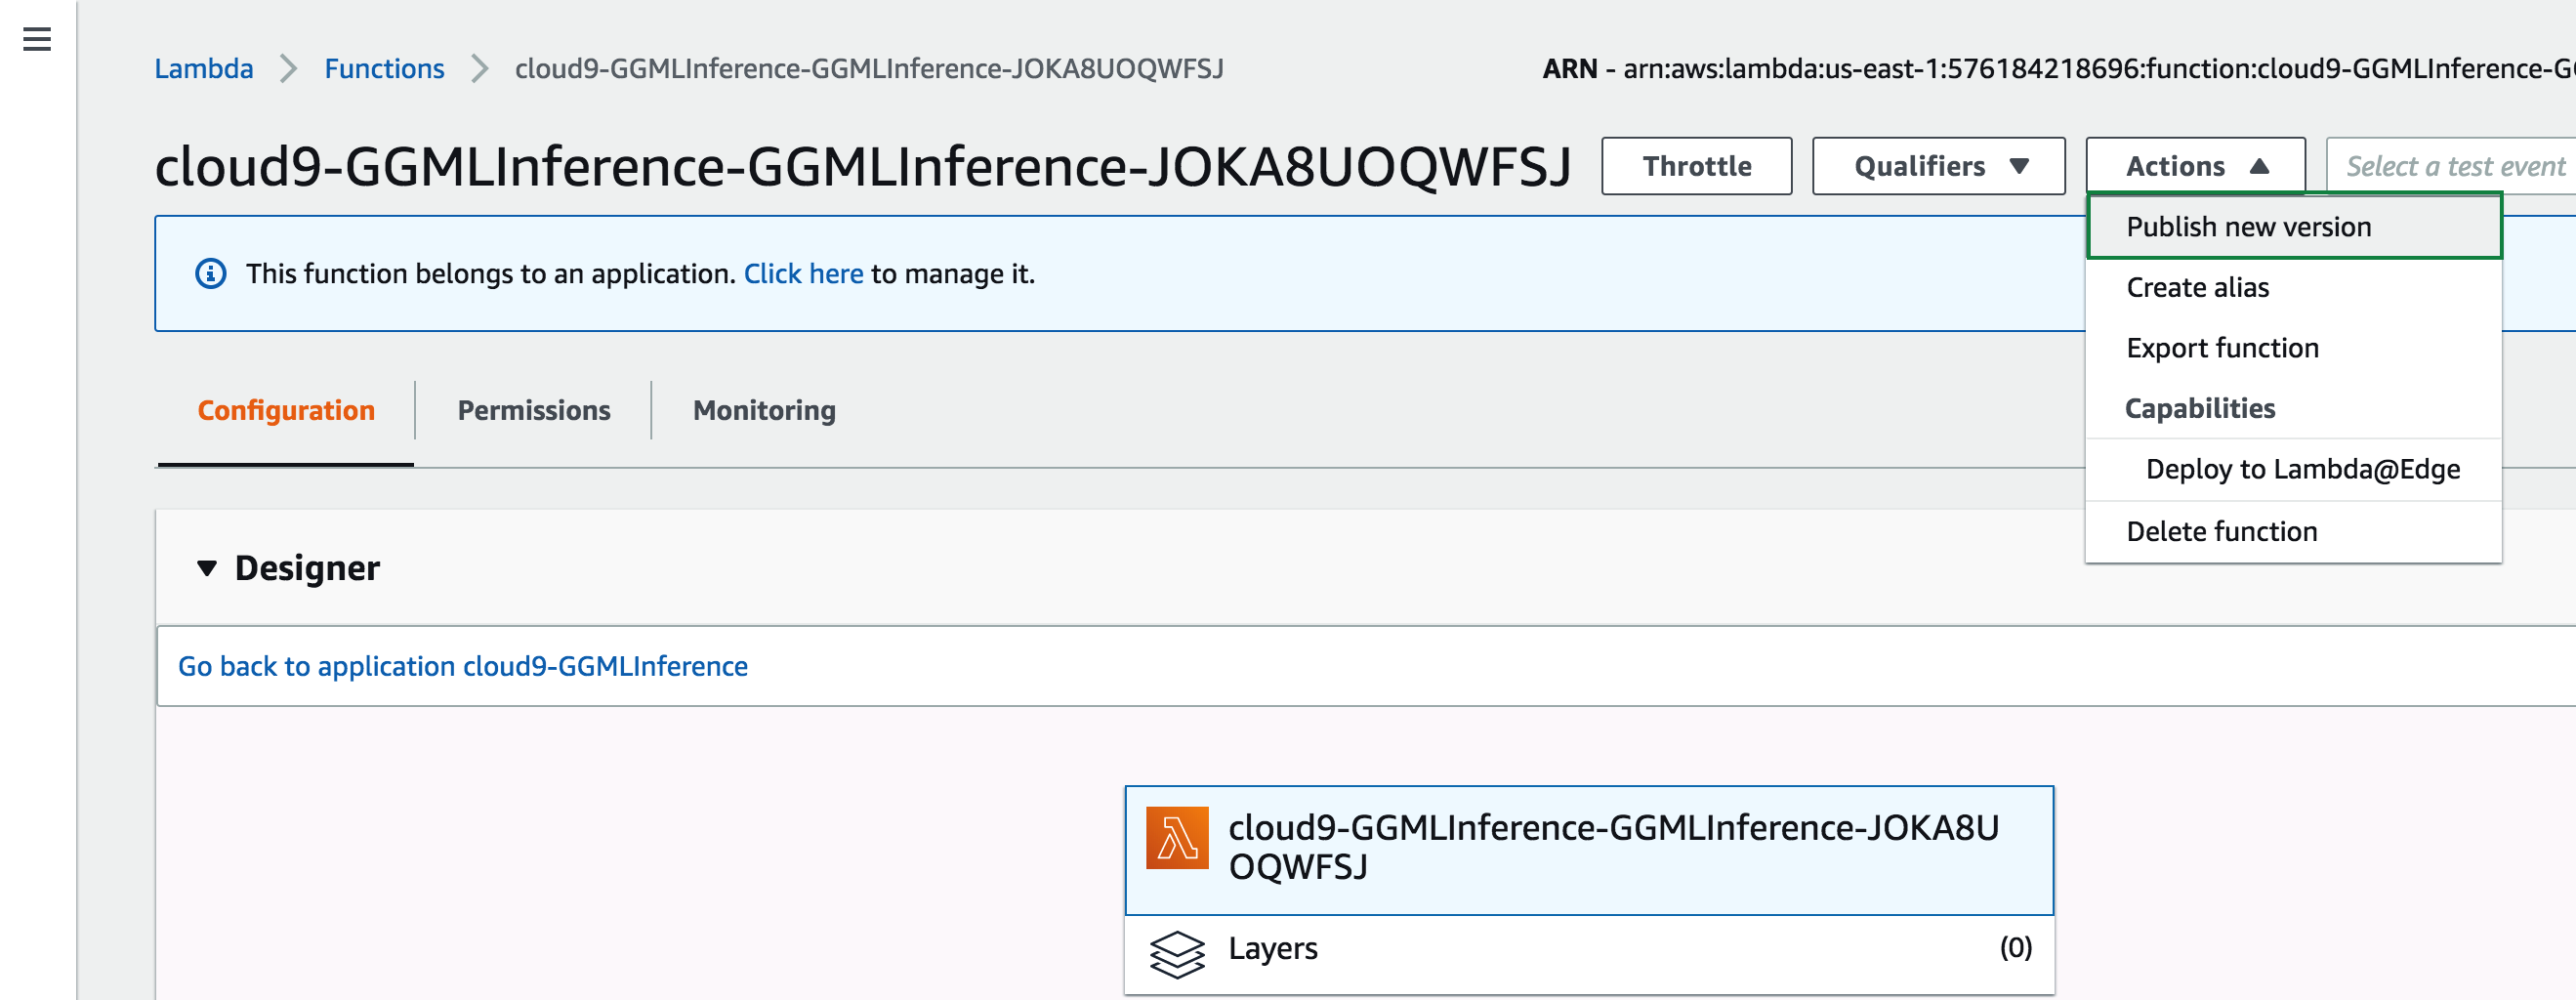 Lambda > Functions > cloud9-GGMLInference-GGMLInference-JOKA8UOQWFSJ
ARN - arn:aws:lambda:us-east-1:576184218696:function:cloud9-GGMLInference-G
cloud9-GGMLInference-GGMLInference-JOKA8UOQWFSJ
Throttle
Qualifiers
Actions
Select a test event
Publish new version
Create alias
Export function
Capabilities
Deploy to Lambda@Edge
Delete function
This function belongs to an application. Click here to manage it.
Configuration
Permissions
Monitoring
Designer
Go back to application cloud9-GGMLInference
cloud9-GGMLInference-GGMLInference-JOKA8U
OQWFSJ
Layers
(0)